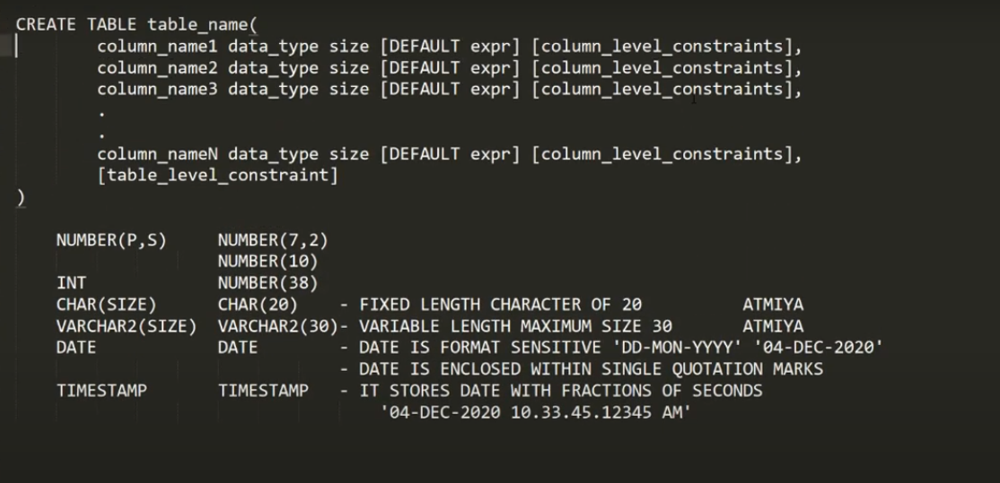 CREATE TABLE table_name(
column_name1 data_type size [DEFAULT expr] [column_level_constraints],
column_name2 data_type size [DEFAULT expr] [column_level_constraints],
column_name3 data_type size [DEFAULT expr] [column_level_constraints],
.
.
column_nameN data_type size [DEFAULT expr] [column_level_constraints],
[table_level_constraint]
)
NUMBER(P,S) NUMBER(7,2)
NUMBER(10)
INT NUMBER(38)
CHAR(SIZE) CHAR(20) - FIXED LENGTH CHARACTER OF 20 ATMIYA
VARCHAR2(SIZE) VARCHAR2(30)- VARIABLE LENGTH MAXIMUM SIZE 30 ATMIYA
DATE DATE - DATE IS FORMAT SENSITIVE 'DD-MON-YYYY' '04-DEC-2020'
- DATE IS ENCLOSED WITHIN SINGLE QUOTATION MARKS
TIMESTAMP TIMESTAMP - IT STORES DATE WITH FRACTIONS OF SECONDS
'04-DEC-2020 10.33.45.12345 AM'